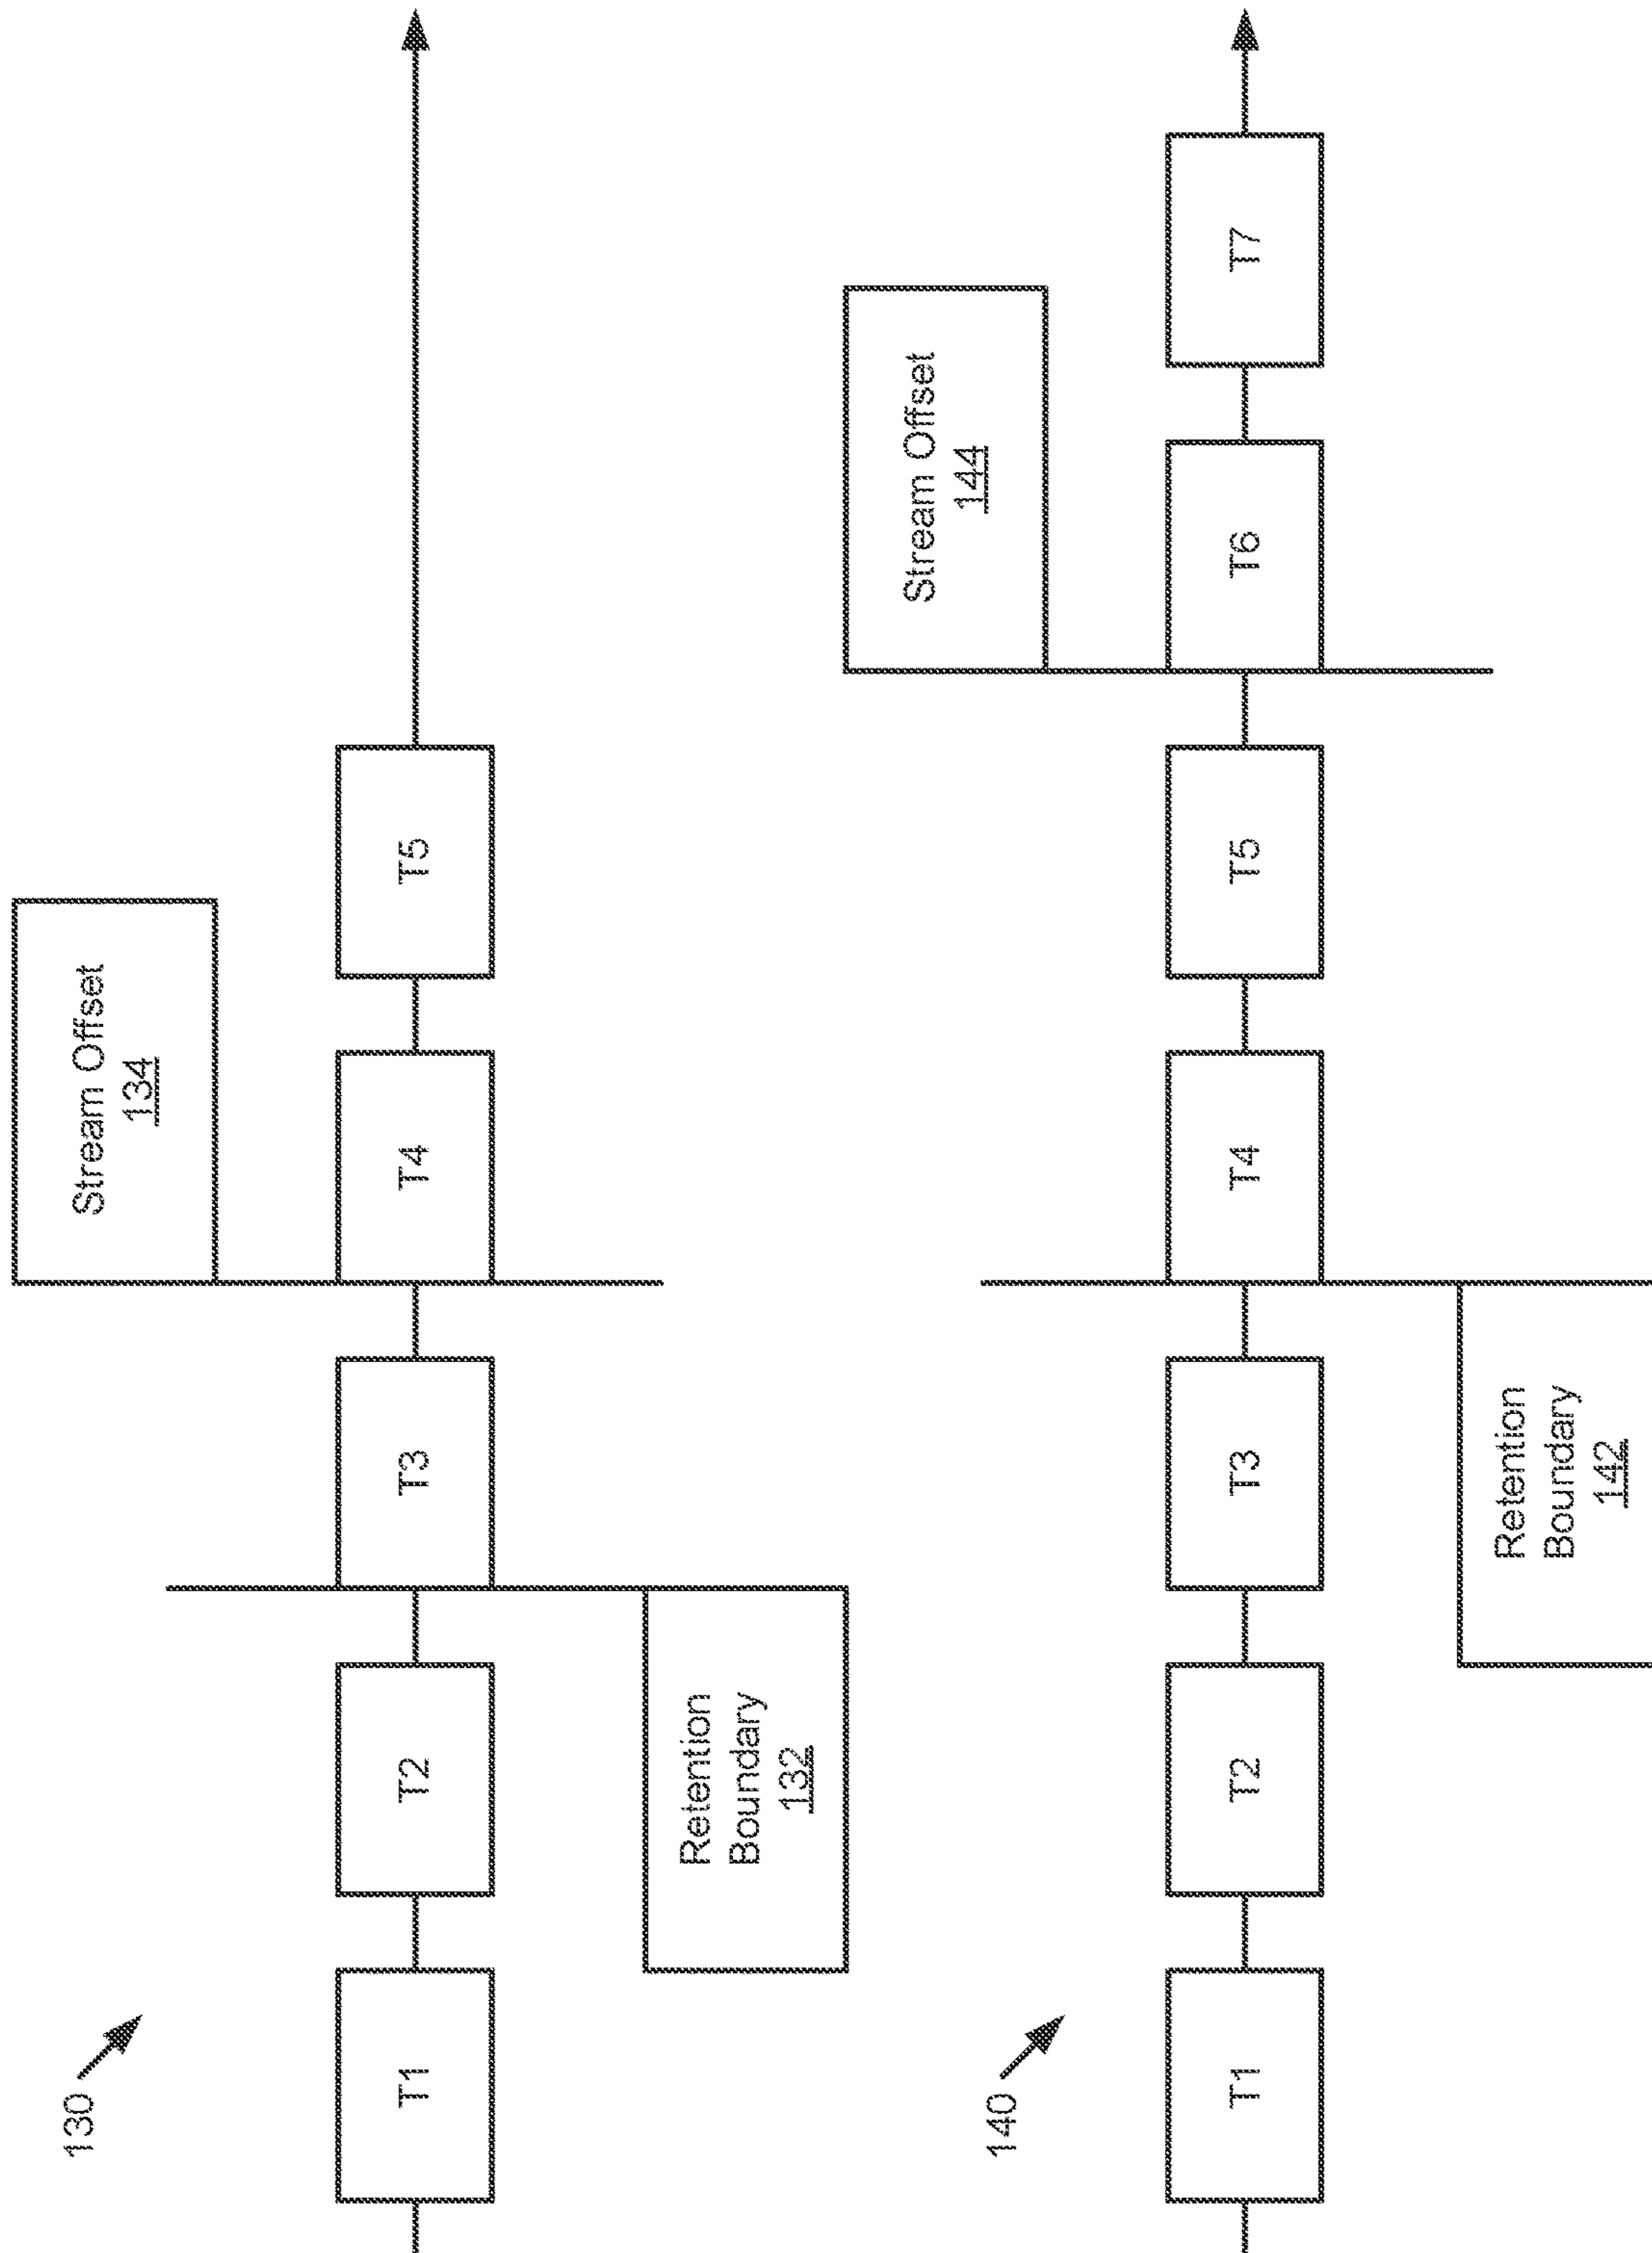 130
Stream Offset
134
T1
T2
T3
T4
T5
Retention
Boundary
132
140
Stream Offset
144
T1
T2
T3
T4
T5
T6
T7
Retention
Boundary
142